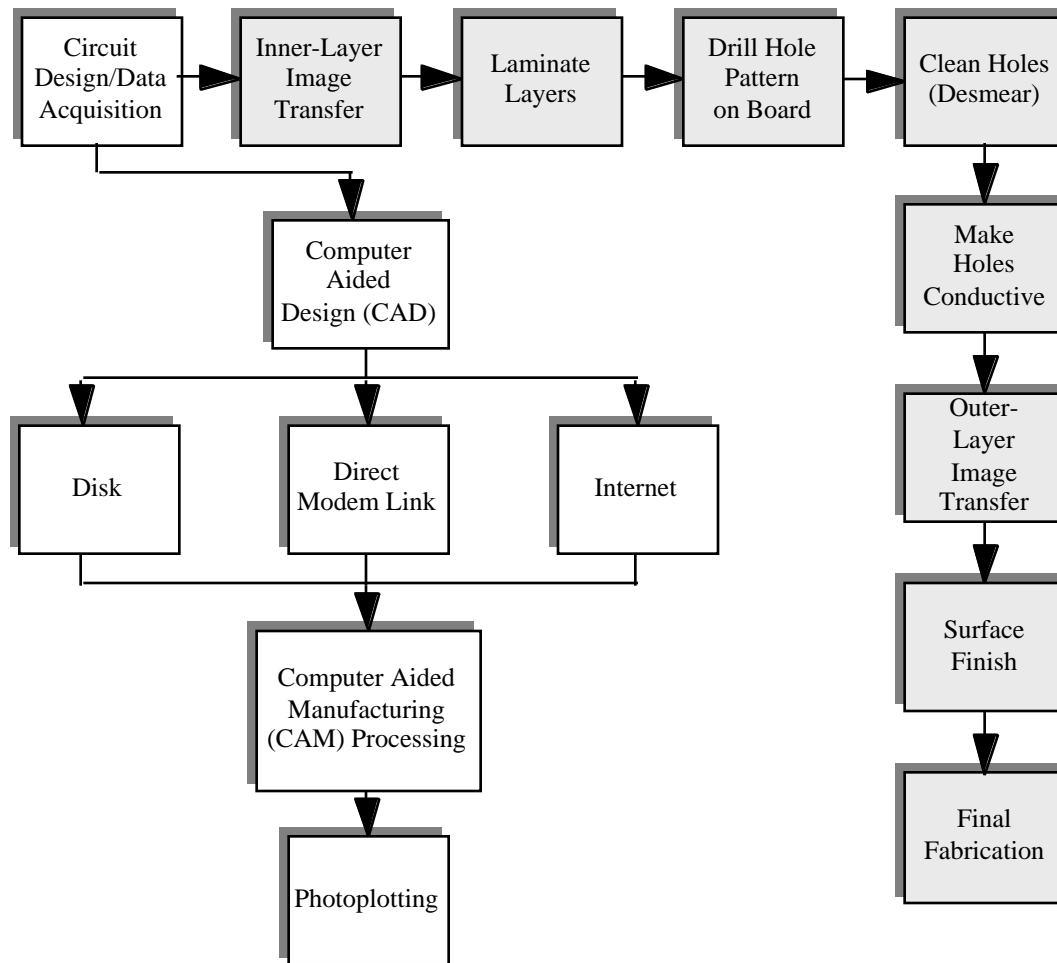 Circuit
Design/Data
Acquisition
Inner-Layer
Image
Transfer
Laminate
Layers
Drill Hole
Pattern
on Board
Clean Holes
(Desmear)
Make
Holes
Conductive
Computer
Aided
Design (CAD)
Outer-
Layer
Image
Transfer
Disk
Direct
Modem Link
Internet
Surface
Finish
Computer Aided
Manufacturing
(CAM) Processing
Final
Fabrication
Photoplotting